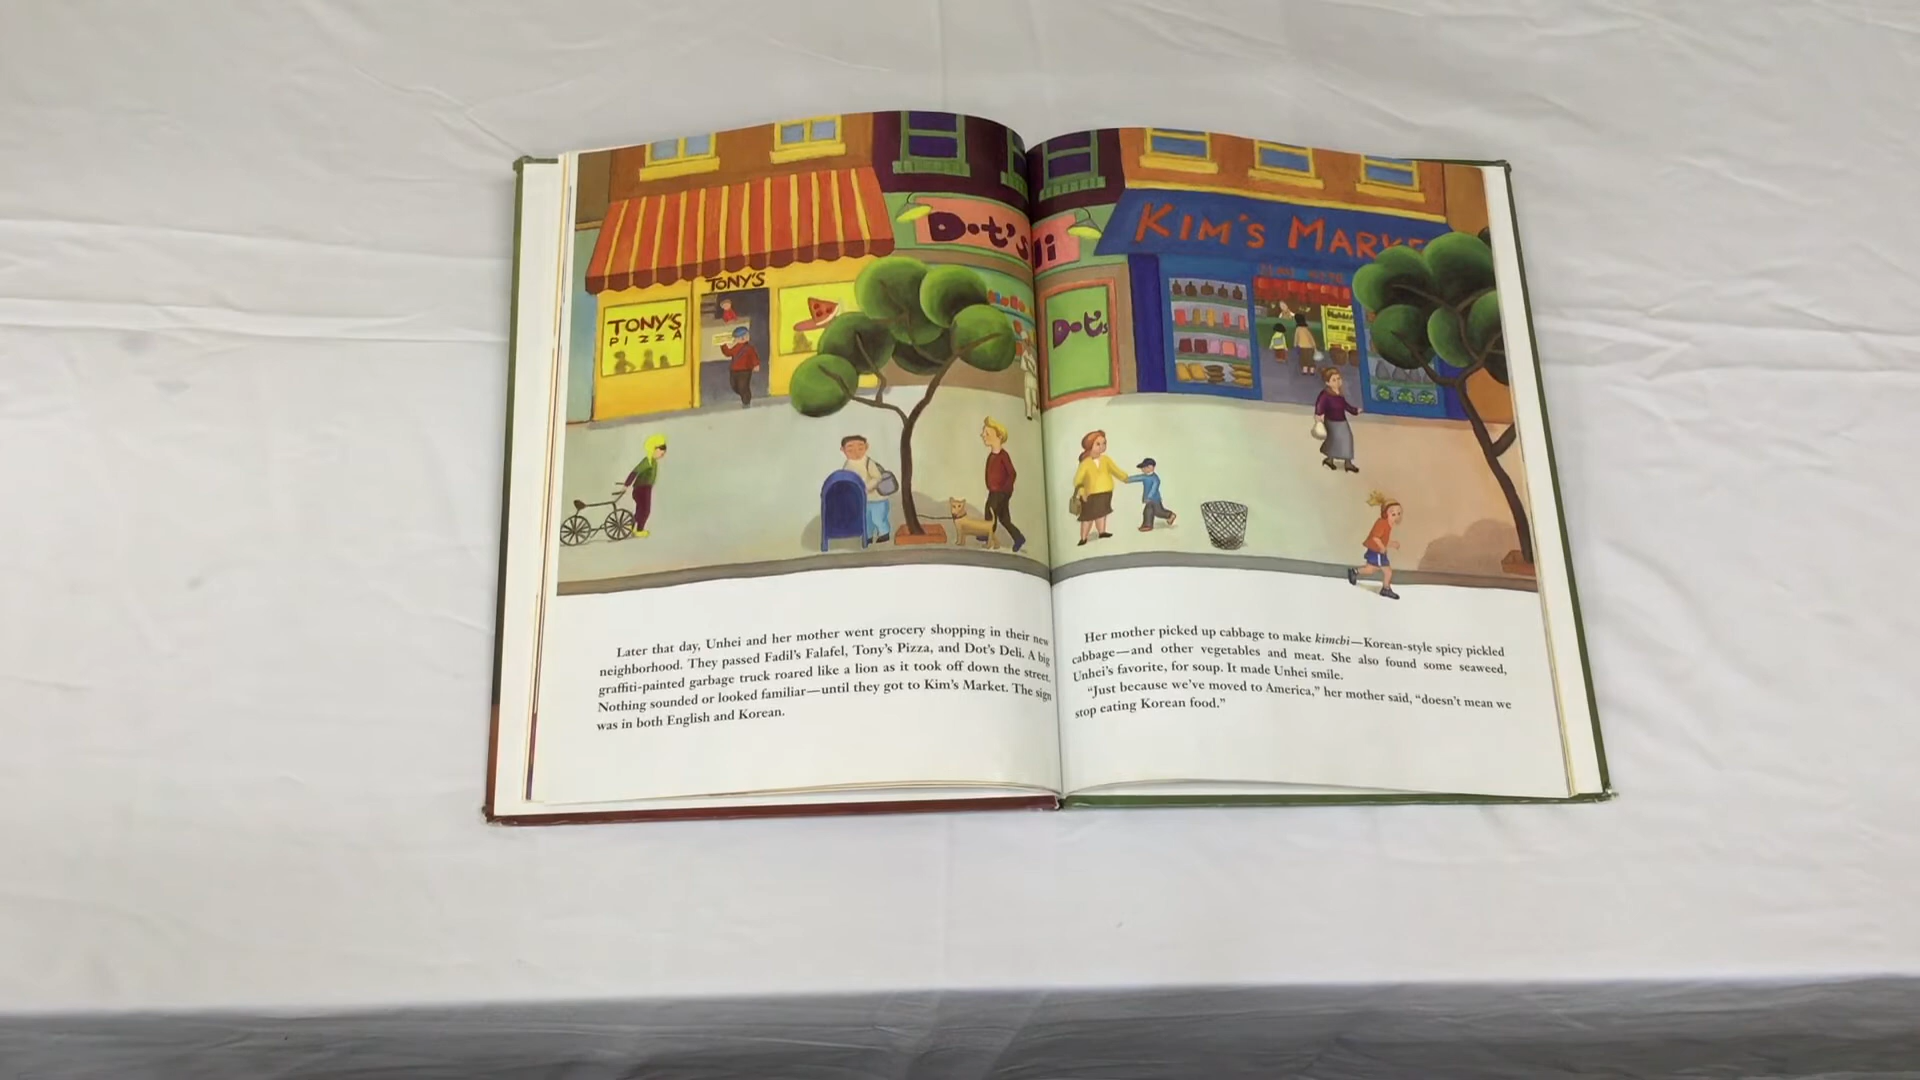 D•t's
li
KIM'S MARKE
TONY'S
TONY'S
PIZZA
D•t's
Later that day, Unhei and her mother went grocery shopping in their new
neighborhood. They passed Fadil's Falafel, Tony's Pizza, and Dot's Deli. A big
graffiti-painted garbage truck roared like a lion as it took off down the street.
Nothing sounded or looked familiar—until they got to Kim's Market. The sign
was in both English and Korean.
Her mother picked up cabbage to make kimchi—Korean-style spicy pickled
cabbage—and other vegetables and meat. She also found some seaweed,
Unhei's favorite, for soup. It made Unhei smile.
"Just because we've moved to America," her mother said, "doesn't mean we
stop eating Korean food."